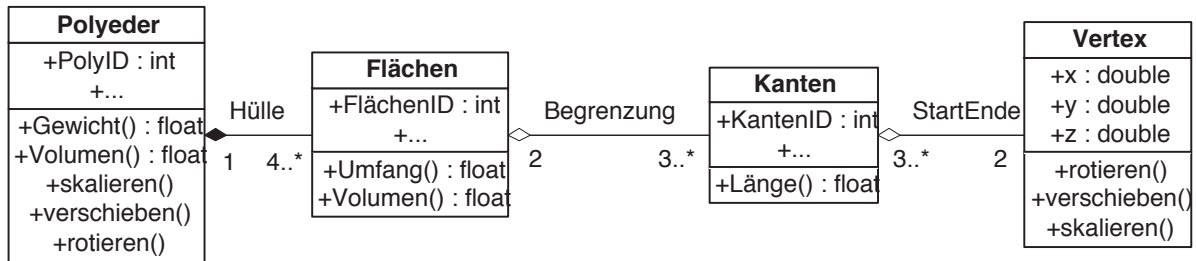 Polyeder
+PolyID : int
+...
+Gewicht() : float
+Volumen() : float
+skalieren()
+verschieben()
+rotieren()
Hülle
1
4..*
Flächen
+FlächenID : int
+...
+Umfang() : float
+Volumen() : float
Begrenzung
2
3..*
Kanten
+KantenID : int
+...
+Länge() : float
StartEnde
3..*
2
Vertex
+x : double
+y : double
+z : double
+rotieren()
+verschieben()
+skalieren()